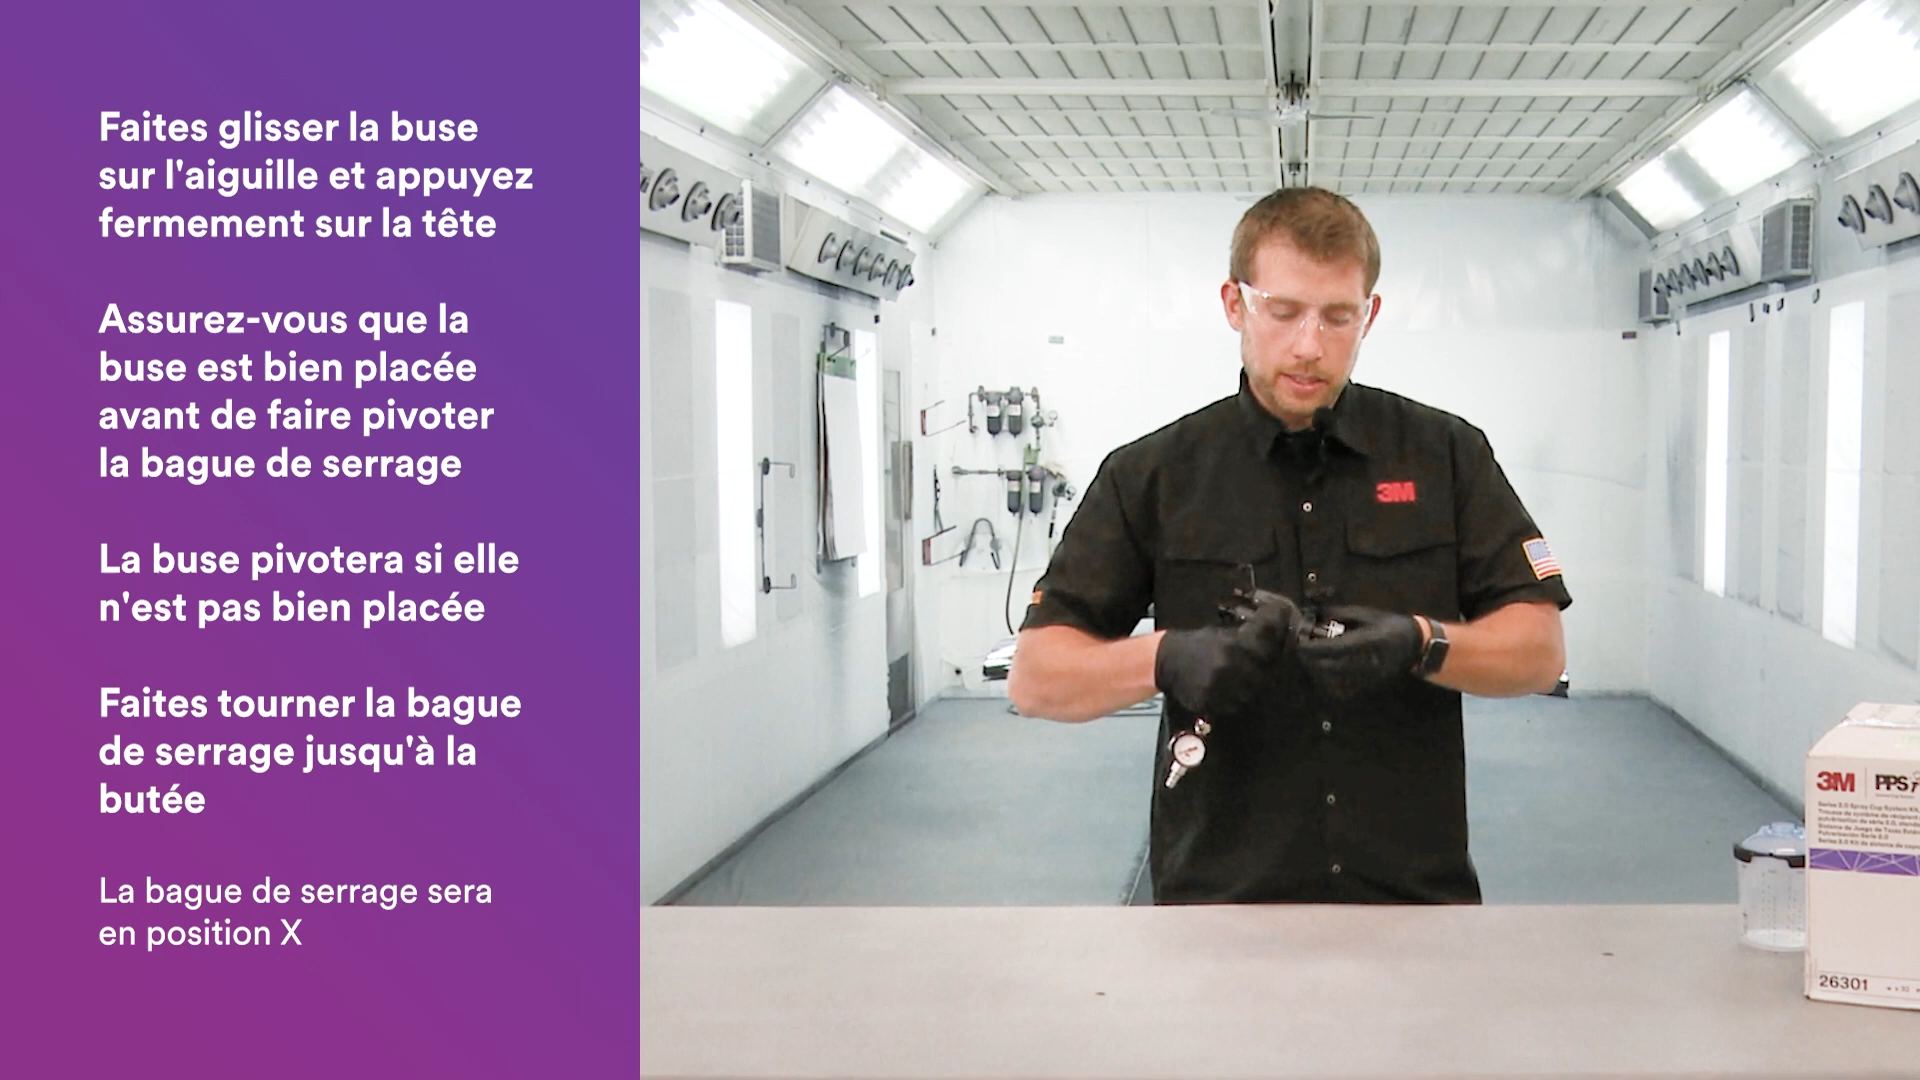 Faites glisser la buse
sur l'aiguille et appuyez
fermement sur la tête
Assurez-vous que la
buse est bien placée
avant de faire pivoter
la bague de serrage
La buse pivotera si elle
n'est pas bien placée
Faites tourner la bague
de serrage jusqu'à la
butée
La bague de serrage sera
en position X
3M
3M PPS
26301